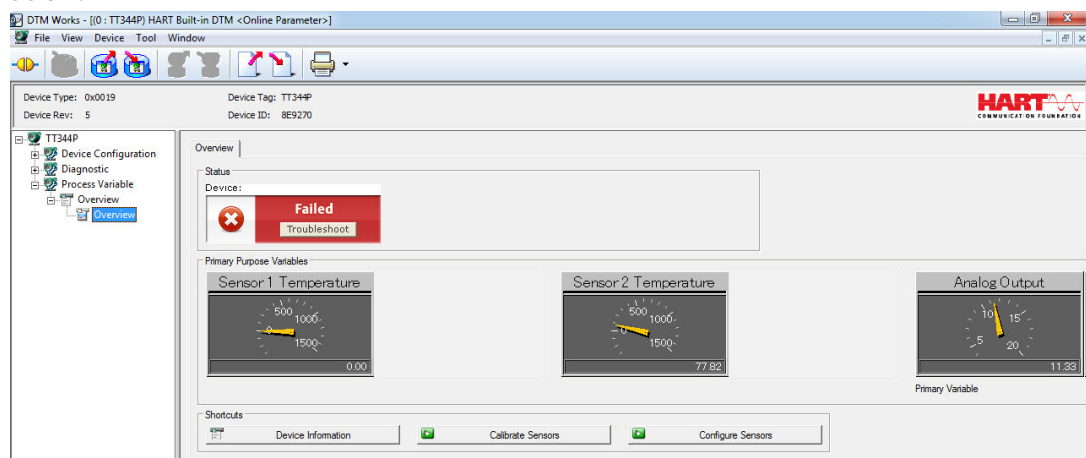 DTM Works - [(0 : TT344P) HART Built-in DTM <Online Parameter>]
File View Device Tool Window
Device Type: 0x0019
Device Tag: TT344P
Device Rev: 5
Device ID: 8E9270
HART
COMMUNICATION FOUNDATION
TT344P
Device Configuration
Diagnostic
Process Variable
Overview
Overview
Overview
Status
Device:
Failed
Troubleshoot
Primary Purpose Variables
Sensor 1 Temperature
0
500
1000
1500
0.00
Sensor 2 Temperature
0
500
1000
1500
77.82
Analog Output
5
10
15
20
11.33
Primary Variable
Shortcuts
Device Information
Calibrate Sensors
Configure Sensors